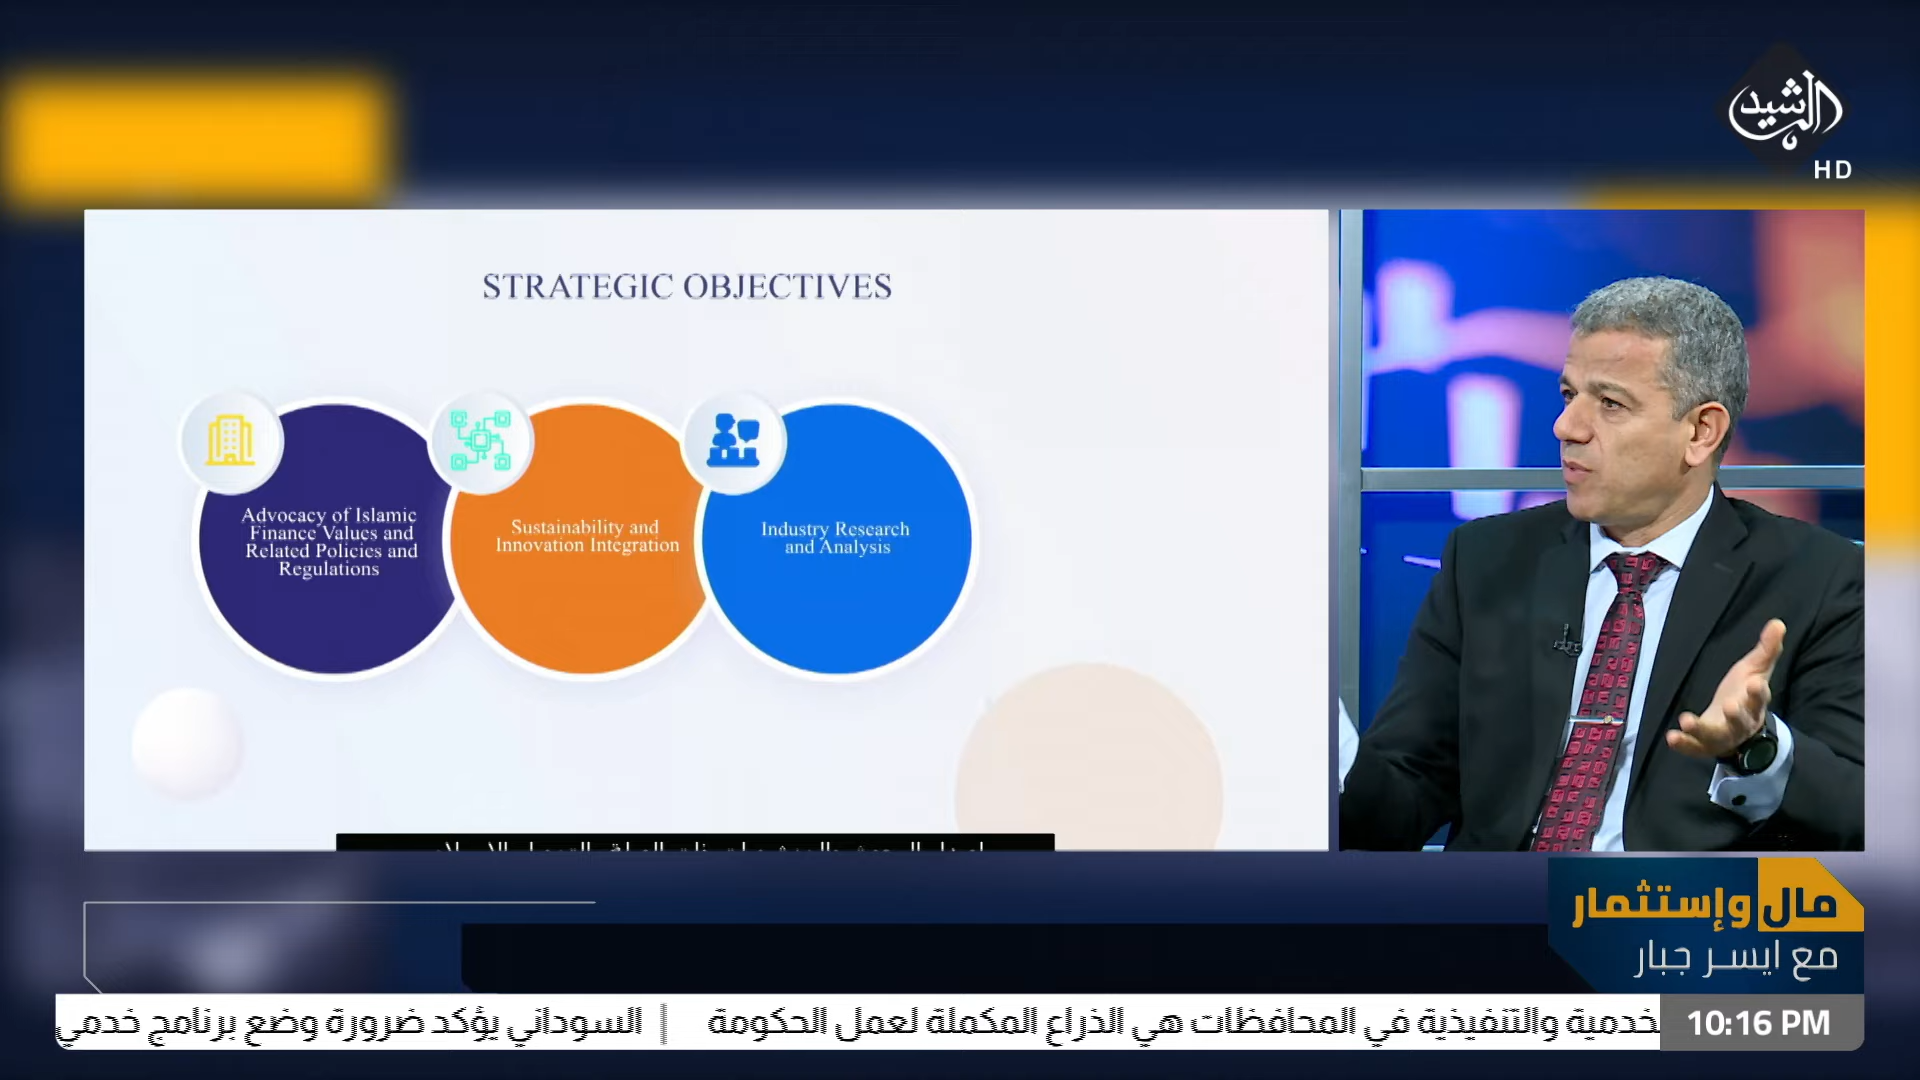 الرشيد
HD
STRATEGIC OBJECTIVES
Advocacy of Islamic
Finance Values and
Related Policies and
Regulations
Sustainability and
Innovation Integration
Industry Research
and Analysis
مال وإستثمار
مع ايسر جبار
خدمية والتنفيذية في المحافظات هي الذراع المكملة لعمل الحكومة | السوداني يؤكد ضرورة وضع برنامج خدمي
10:16 PM